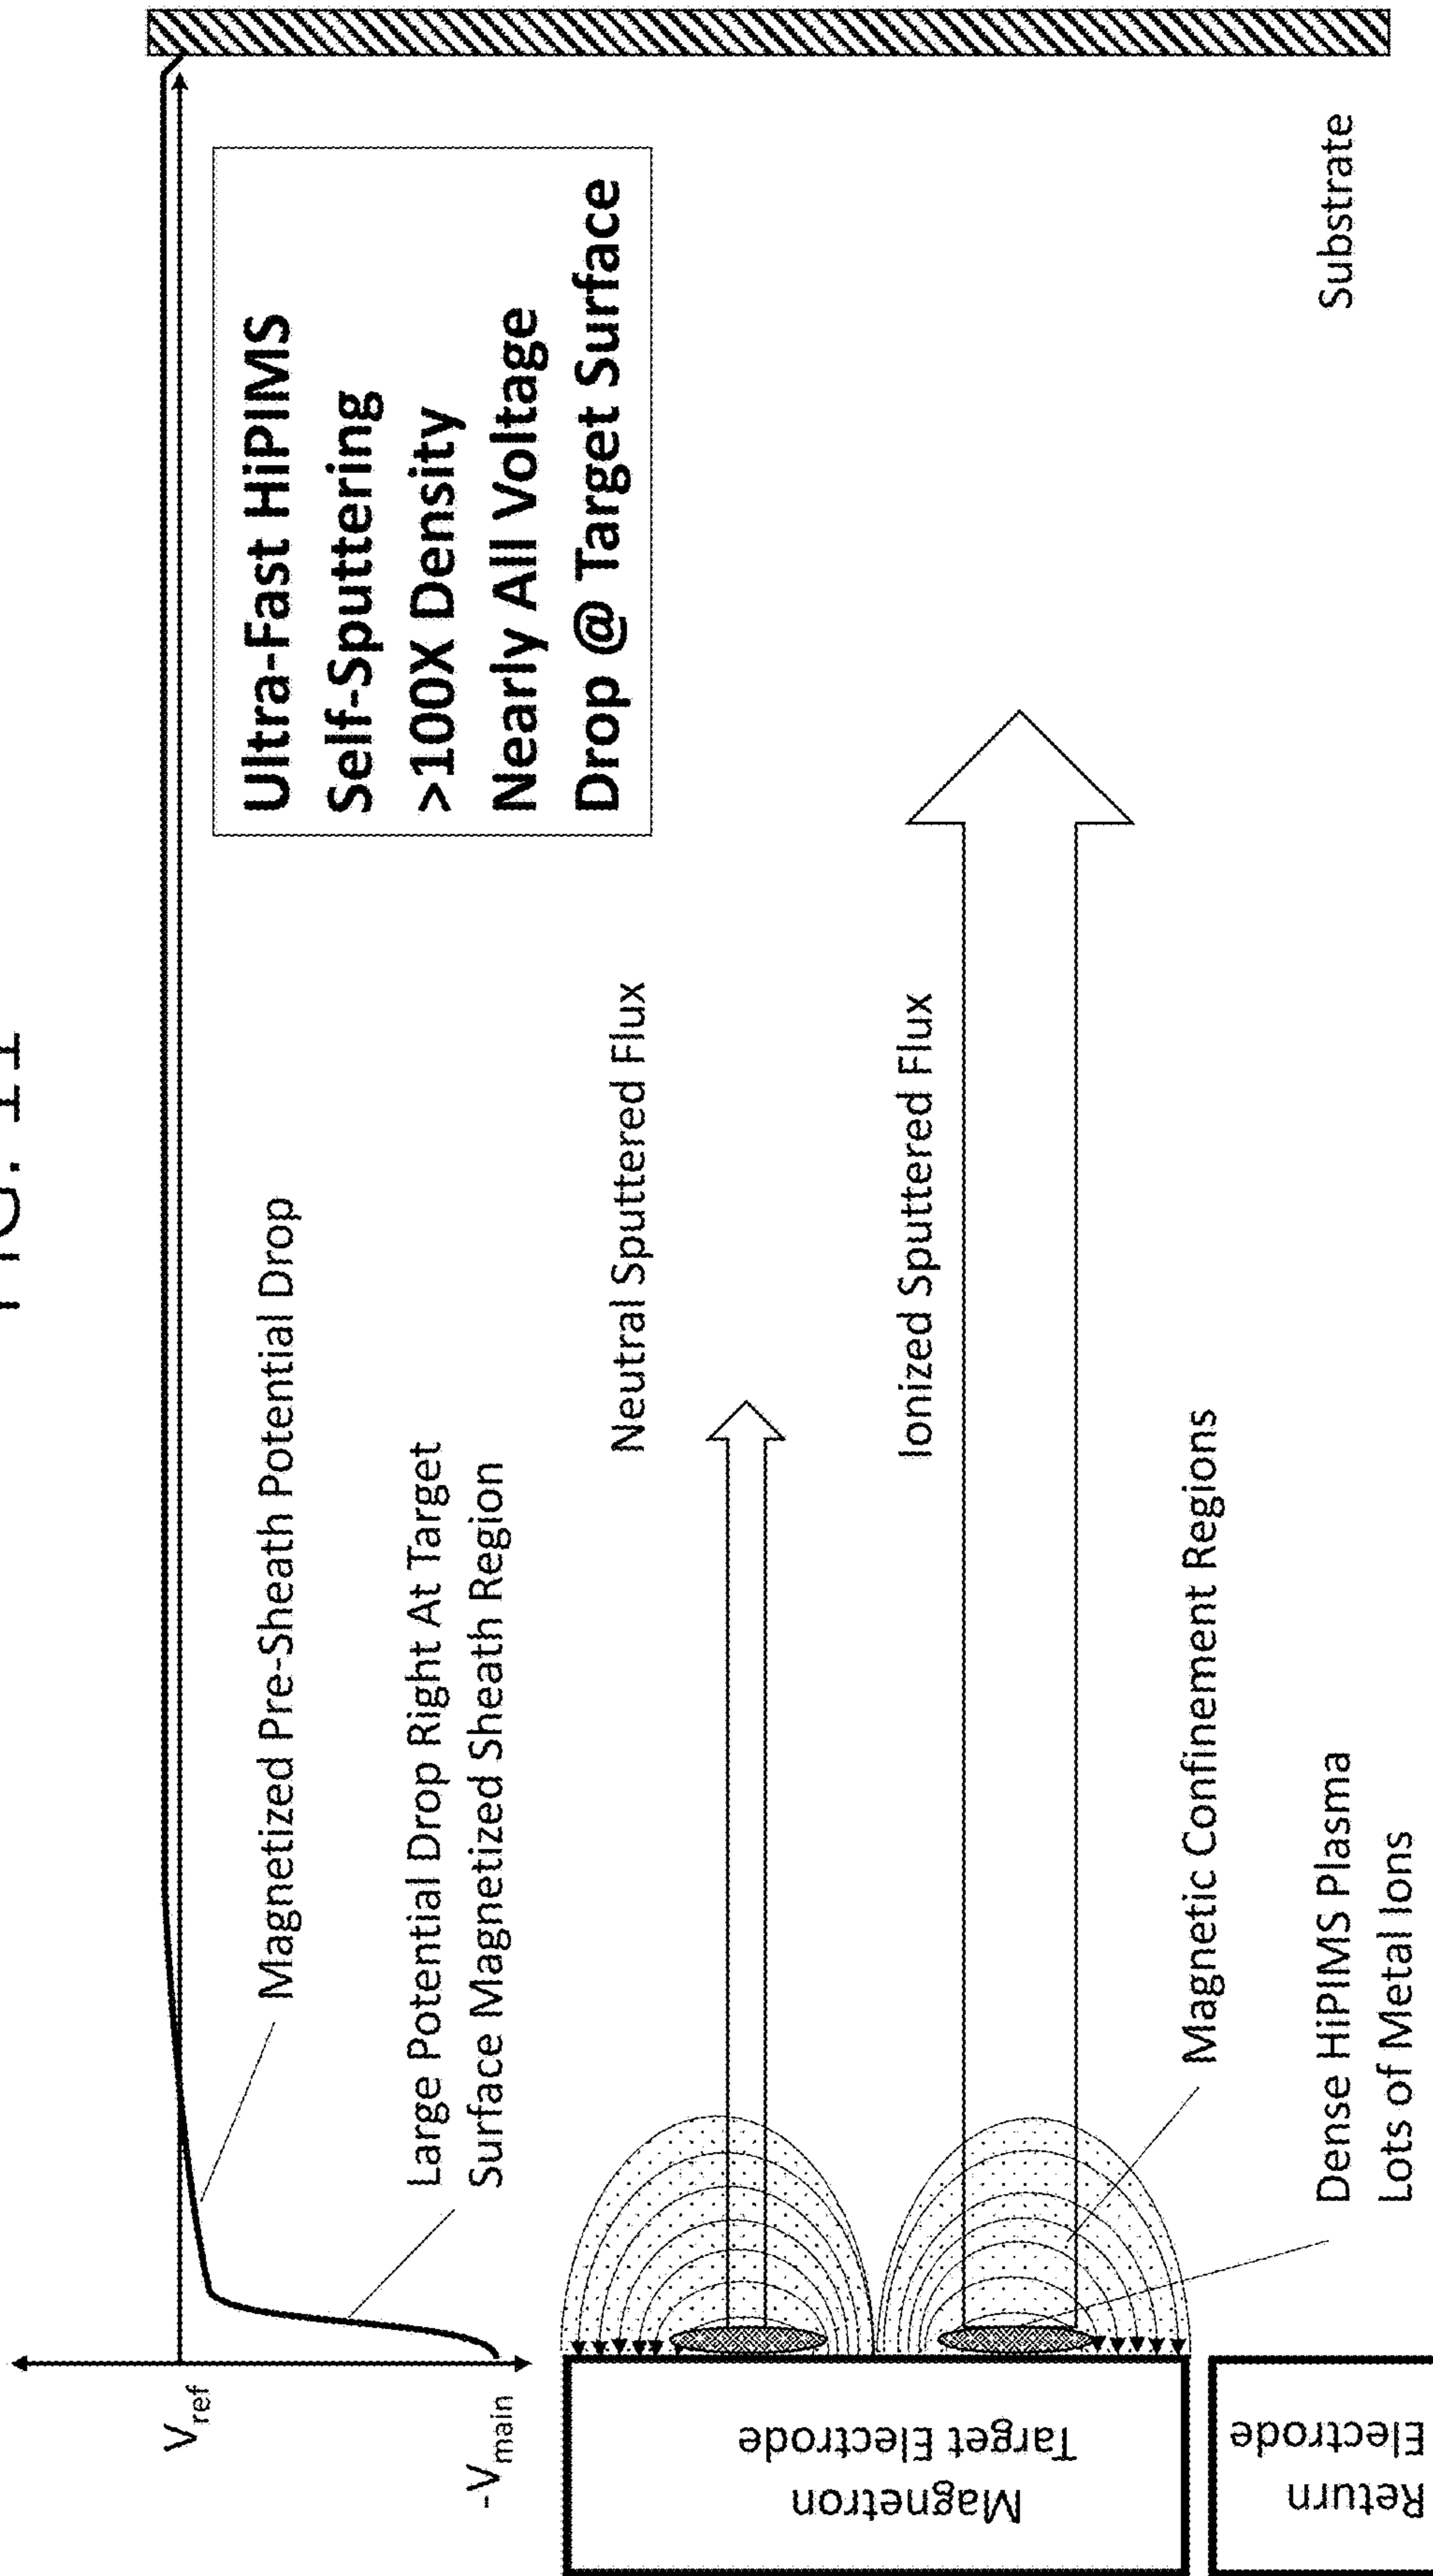 FIG. 11
V_ref
-V_main
Magnetized Pre-Sheath Potential Drop
Large Potential Drop Right At Target
Surface Magnetized Sheath Region
Ultra-Fast HiPIMS
Self-Sputtering
>100X Density
Nearly All Voltage
Drop @ Target Surface
Neutral Sputtered Flux
Ionized Sputtered Flux
Magnetron
Target Electrode
Magnetic Confinement Regions
Dense HiPIMS Plasma
Lots of Metal Ions
Return
Electrode
Substrate